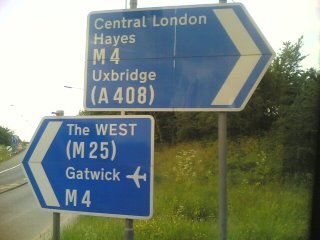 Central London
Hayes
M 4
Uxbridge
(A 408)
The WEST
(M 25)
Gatwick
M 4